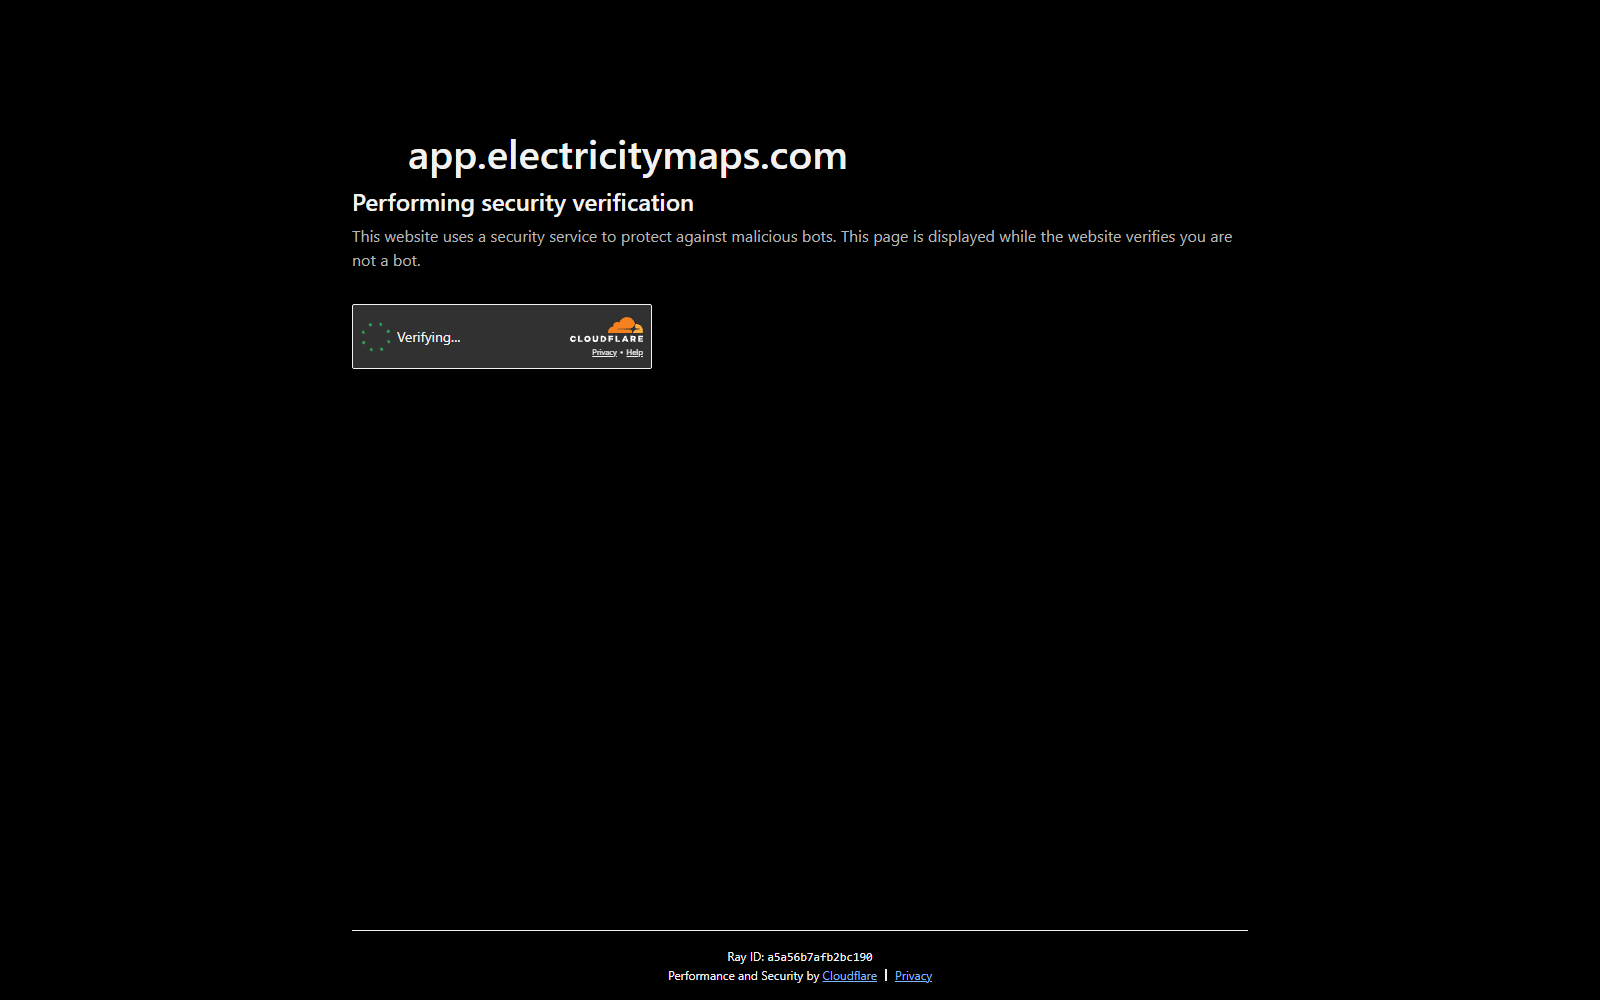 app.electricitymaps.com
Performing security verification
This website uses a security service to protect against malicious bots. This page is displayed while the website verifies you are
not a bot.
Verifying...
CLOUDFLARE
Privacy • Help
Ray ID: a5a56b7afb2bc190
Performance and Security by Cloudflare | Privacy